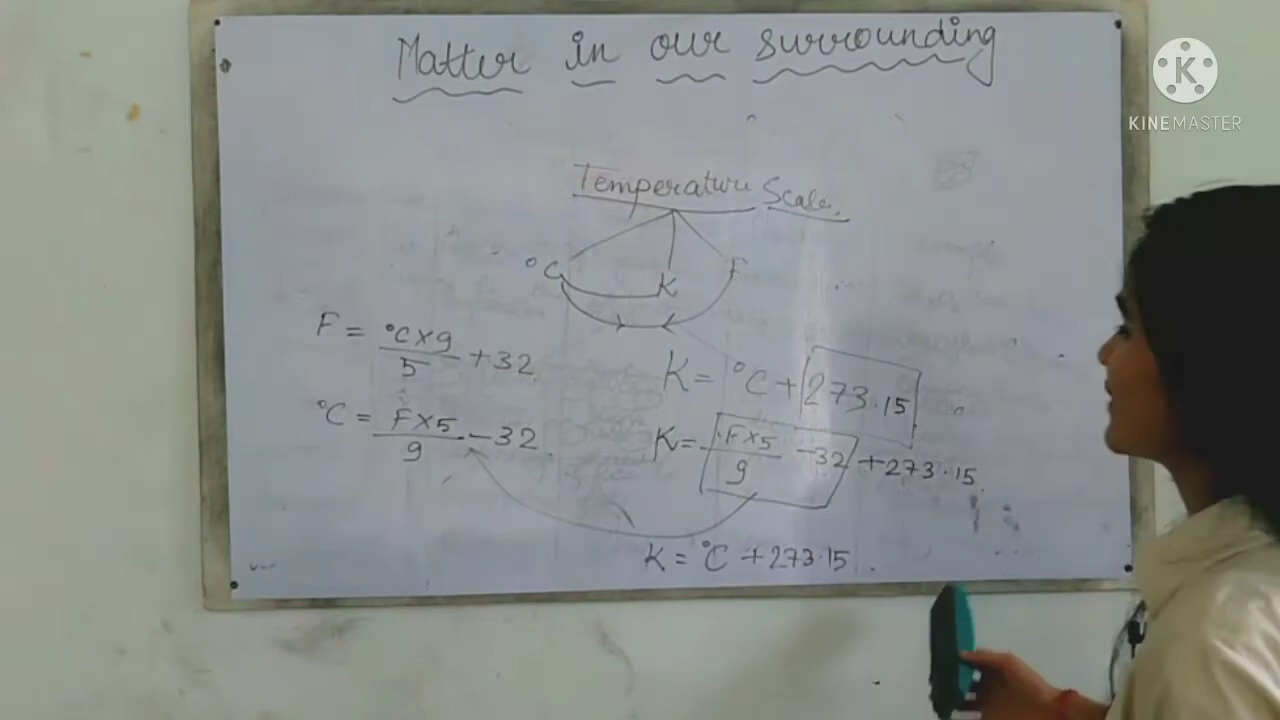 Matter in our surrounding
KINEMASTER
Temperature Scale.
°C K F
F = °C x 9 / 5 + 32.
K = °C + 273.15
°C = F x 5 / 9 - 32.
K = F x 5 / 9 - 32 + 273.15.
K = °C + 273.15.